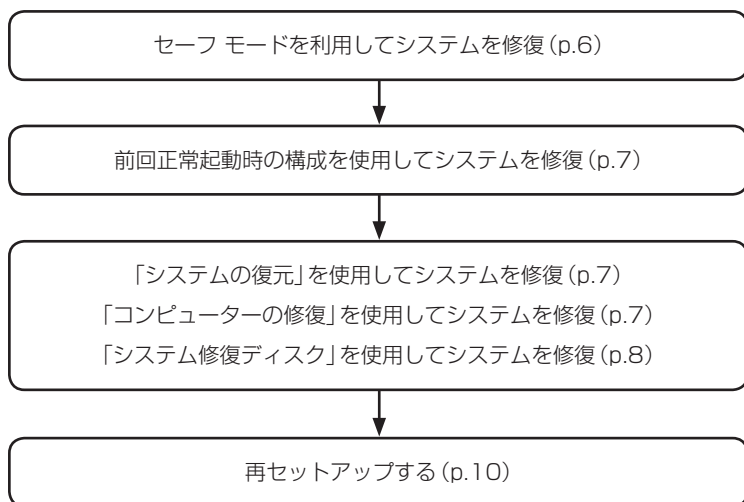 セーフ モードを利用してシステムを修復(p.6)
前回正常起動時の構成を使用してシステムを修復(p.7)
「システムの復元」を使用してシステムを修復(p.7)
「コンピューターの修復」を使用してシステムを修復(p.7)
「システム修復ディスク」を使用してシステムを修復(p.8)
再セットアップする(p.10)